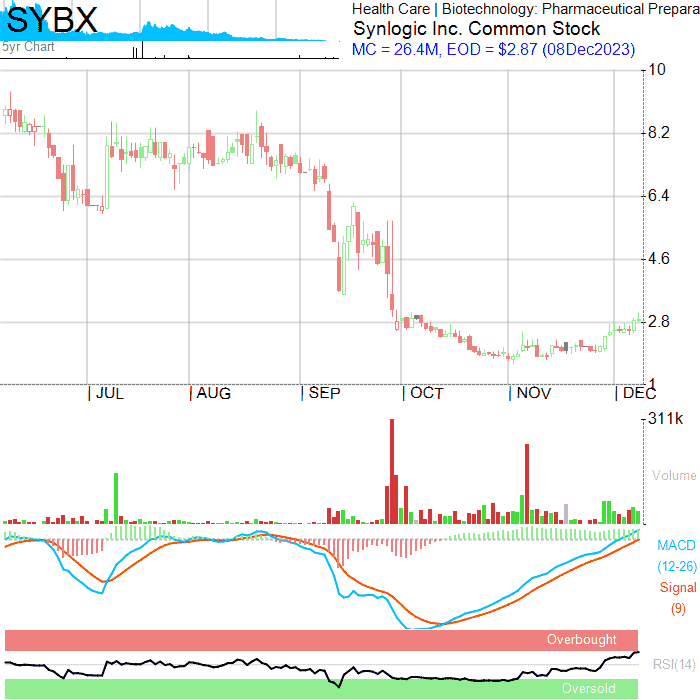 SYBX
5yr Chart
Health Care | Biotechnology: Pharmaceutical Prepara
Synlogic Inc. Common Stock
MC = 26.4M, EOD = $2.87 (08Dec2023)
10
8.2
6.4
4.6
2.8
1
JUL AUG SEP OCT NOV DEC
311k
Volume
MACD
(12-26)
Signal
(9)
Overbought
RSI(14)
Oversold